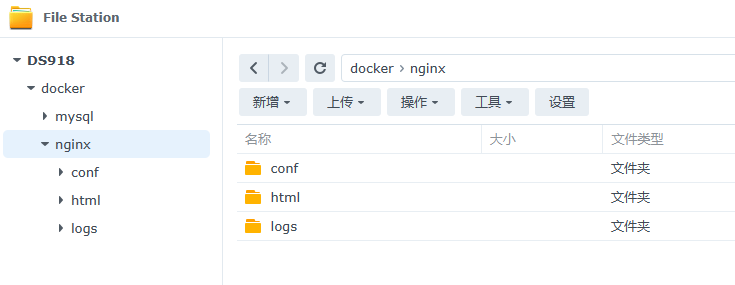 File Station
DS918
docker
mysql
nginx
conf
html
logs
docker › nginx
新增 上传 操作 工具 设置
名称 大小 文件类型
conf 文件夹
html 文件夹
logs 文件夹